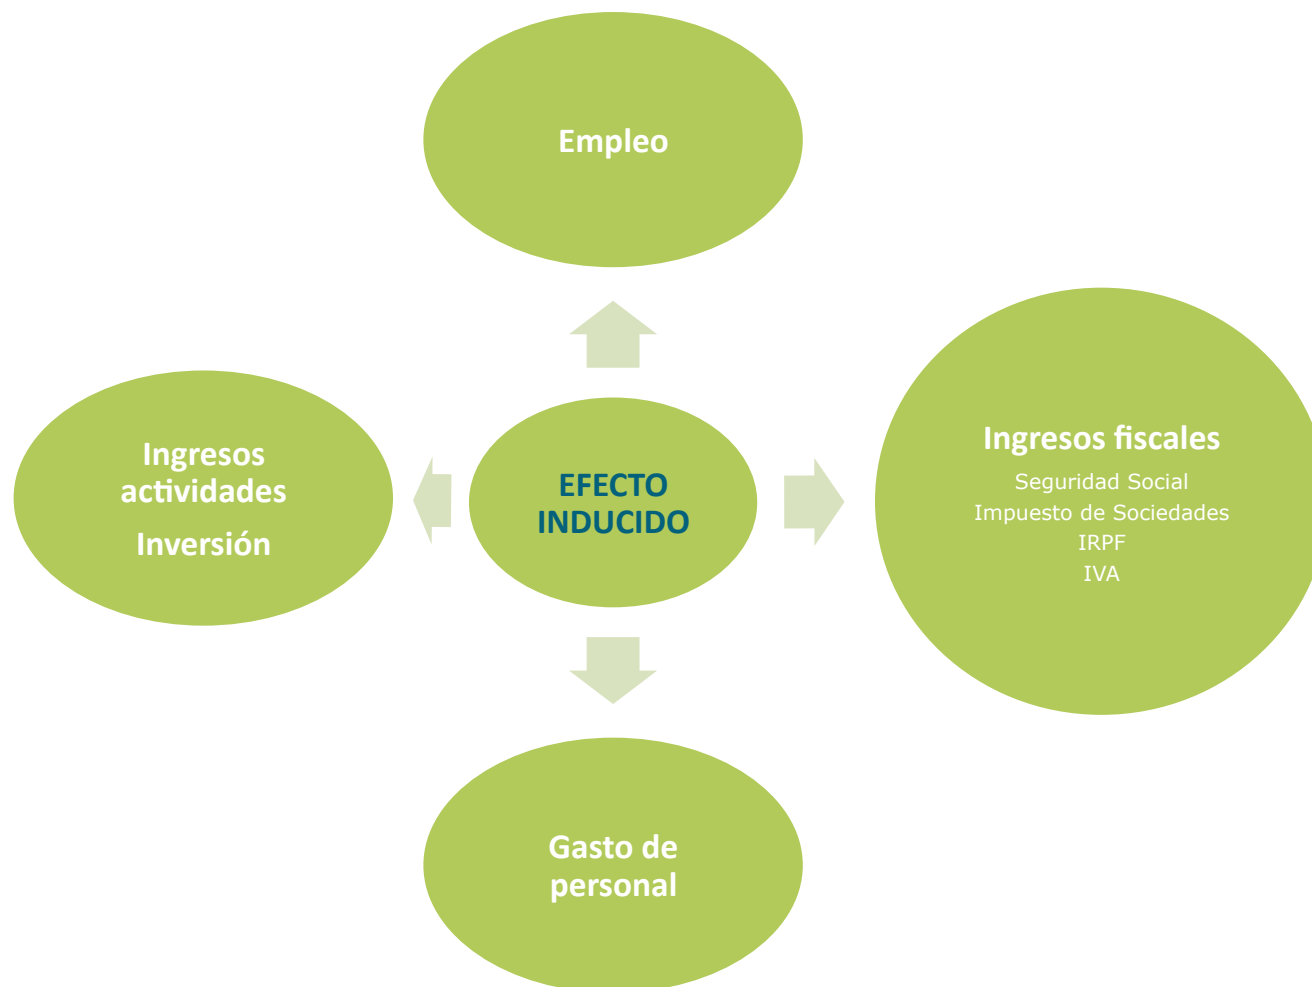 Empleo
Ingresos
actividades
Inversión
EFECTO
INDUCIDO
Ingresos fiscales
Seguridad Social
Impuesto de Sociedades
IRPF
IVA
Gasto de
personal